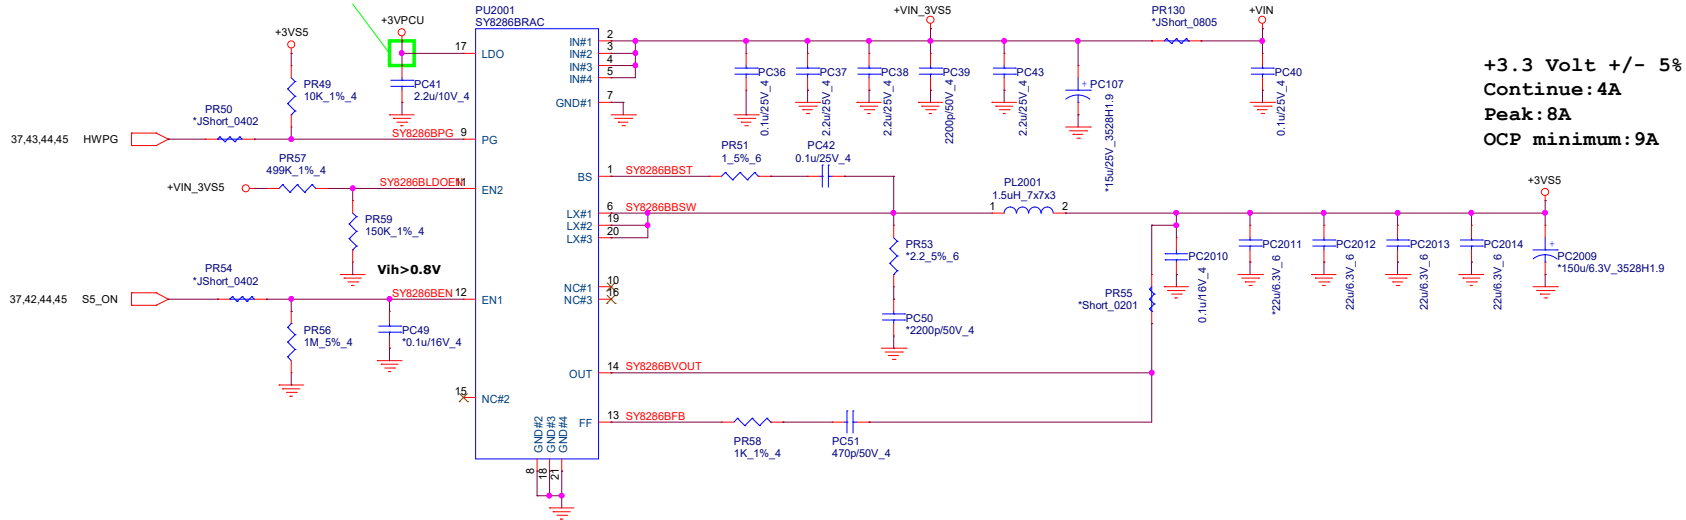 PU2001
SY8286BRAC
+3VPCU
+3VS5
17
LDO
PC41
2.2u/10V_4
PR49
10K_1%_4
PR50
*JShort_0402
37,43,44,45
HWPG
SY8286BPG
9
PG
PR57
499K_1%_4
+VIN_3VS5
SY8286BLDOEN
11
EN2
PR59
150K_1%_4
Vih>0.8V
PR54
*JShort_0402
37,42,44,45
S5_ON
SY8286BEN
12
EN1
PR56
1M_5%_4
PC49
*0.1u/16V_4
15
NC#2
GND#2
GND#3
GND#4
8
18
21
IN#1
2
IN#2
3
IN#3
4
IN#4
5
GND#1
7
BS
1
SY8286BBST
LX#1
6
SY8286BBSW
LX#2
19
LX#3
20
NC#1
10
NC#3
16
OUT
14
SY8286BVOUT
FF
13
SY8286BFB
+VIN_3VS5
PR130
*JShort_0805
+VIN
PC36
0.1u/25V_4
PC37
2.2u/25V_4
PC38
2.2u/25V_4
PC39
2200p/50V_4
PC43
2.2u/25V_4
PC107
+
*15u/25V_3528H1.9
PC40
0.1u/25V_4
PR51
1_5%_6
PC42
0.1u/25V_4
PL2001
1.5uH_7x7x3
1
2
PR53
*2.2_5%_6
PC50
*2200p/50V_4
PR58
1K_1%_4
PC51
470p/50V_4
PR55
*Short_0201
PC2010
0.1u/16V_4
PC2011
*22u/6.3V_6
PC2012
22u/6.3V_6
PC2013
22u/6.3V_6
PC2014
22u/6.3V_6
+3VS5
+
PC2009
*150u/6.3V_3528H1.9
+3.3 Volt +/- 5%
Continue:4A
Peak:8A
OCP minimum:9A